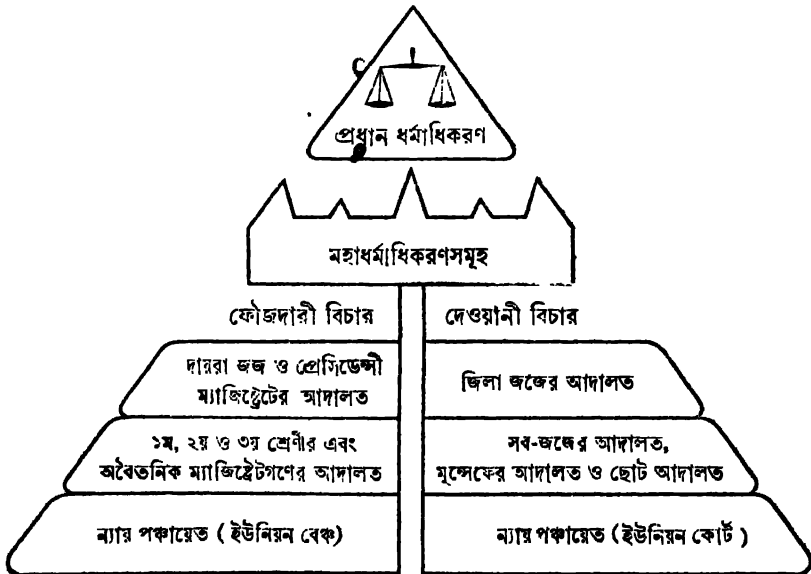 প্রধান ধর্মাধিকরণ
মহাধর্মাধিকরণসমূহ
ফৌজদারী বিচার
দেওয়ানী বিচার
দায়রা জজ ও প্রেসিডেন্সী
ম্যাজিষ্ট্রেটের আদালত
জিলা জজের আদালত
১ম, ২য় ও ৩য় শ্রেণীর এবং
অবৈতনিক ম্যাজিষ্ট্রেটগণের আদালত
সব-জজের আদালত,
মুন্সেফের আদালত ও ছোট আদালত
ন্যায় পঞ্চায়েত ( ইউনিয়ন বেঞ্চ)
ন্যায় পঞ্চায়েত (ইউনিয়ন কোর্ট )